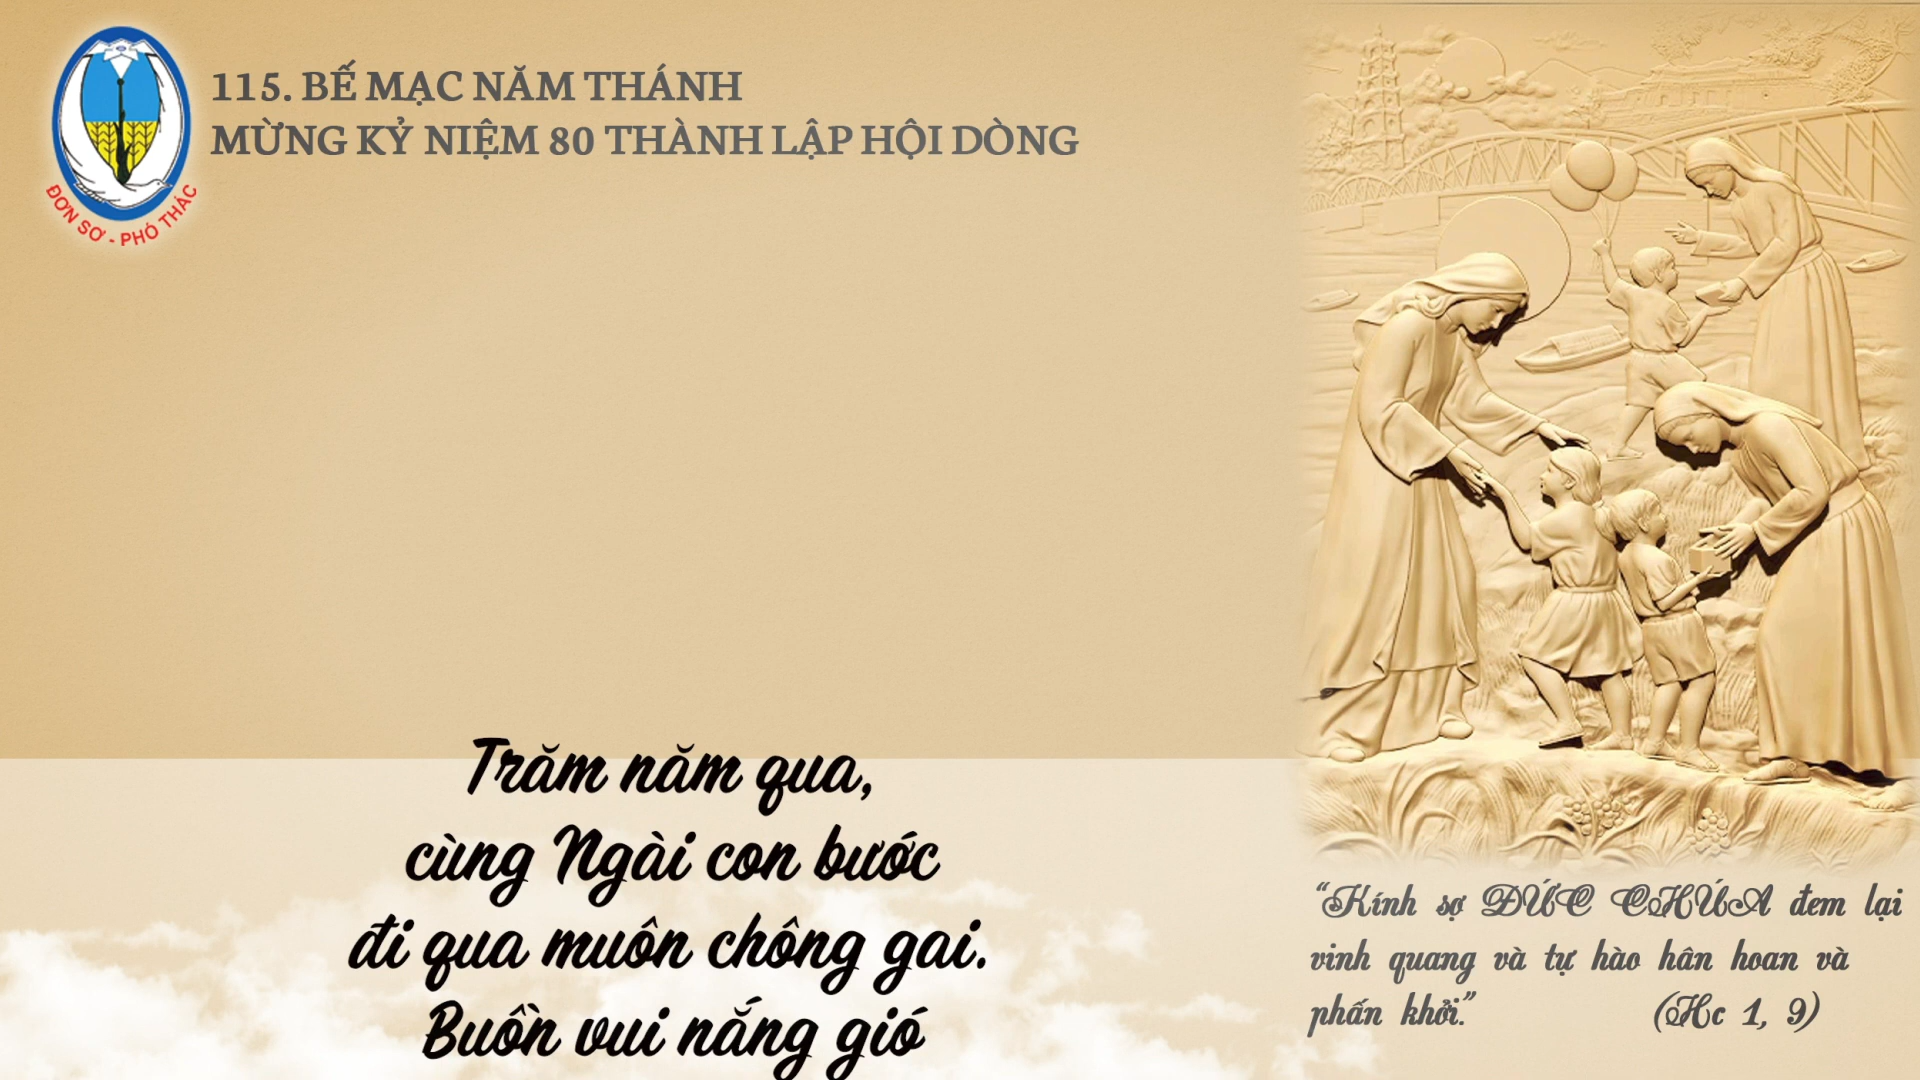 115. BẾ MẠC NĂM THÁNH
MỪNG KỶ NIỆM 80 THÀNH LẬP HỘI DÒNG
ĐƠN SƠ - PHÓ THÁC
Trăm năm qua,
cùng Ngài con bước
đi qua muôn chông gai.
Buồn vui nắng gió
“Kính sợ ĐỨC CHÚA đem lại
vinh quang và tự hào hân hoan và
phấn khởi.” (Hc 1, 9)